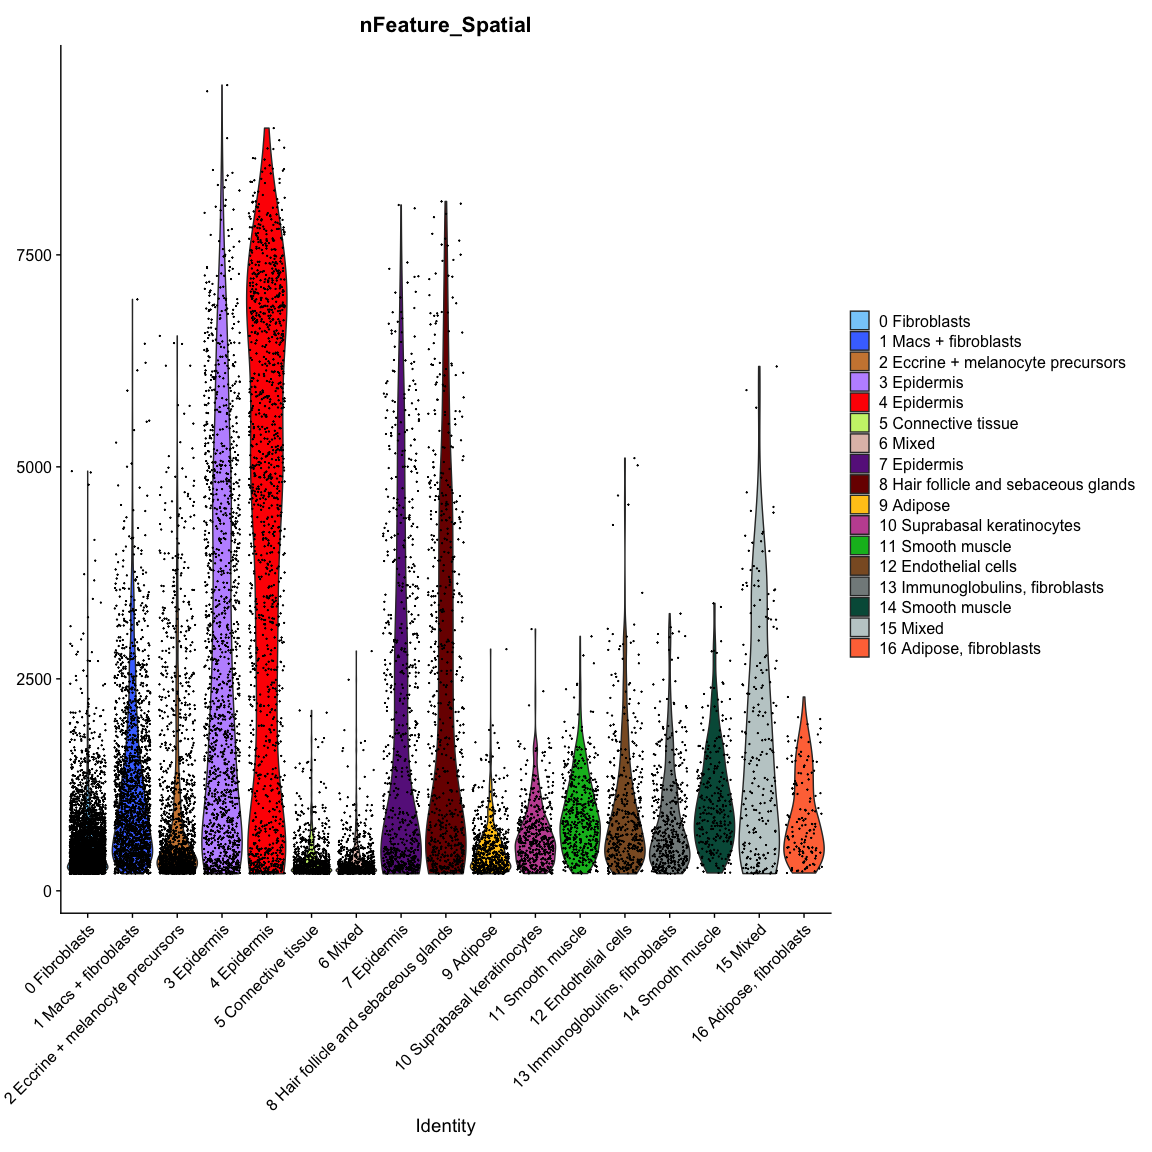 nFeature_Spatial
7500
5000
2500
0
0 Fibroblasts
1 Macs + fibroblasts
2 Eccrine + melanocyte precursors
3 Epidermis
4 Epidermis
5 Connective tissue
6 Mixed
7 Epidermis
8 Hair follicle and sebaceous glands
9 Adipose
10 Suprabasal keratinocytes
11 Smooth muscle
12 Endothelial cells
13 Immunoglobulins, fibroblasts
14 Smooth muscle
15 Mixed
16 Adipose, fibroblasts
Identity
0 Fibroblasts
1 Macs + fibroblasts
2 Eccrine + melanocyte precursors
3 Epidermis
4 Epidermis
5 Connective tissue
6 Mixed
7 Epidermis
8 Hair follicle and sebaceous glands
9 Adipose
10 Suprabasal keratinocytes
11 Smooth muscle
12 Endothelial cells
13 Immunoglobulins, fibroblasts
14 Smooth muscle
15 Mixed
16 Adipose, fibroblasts